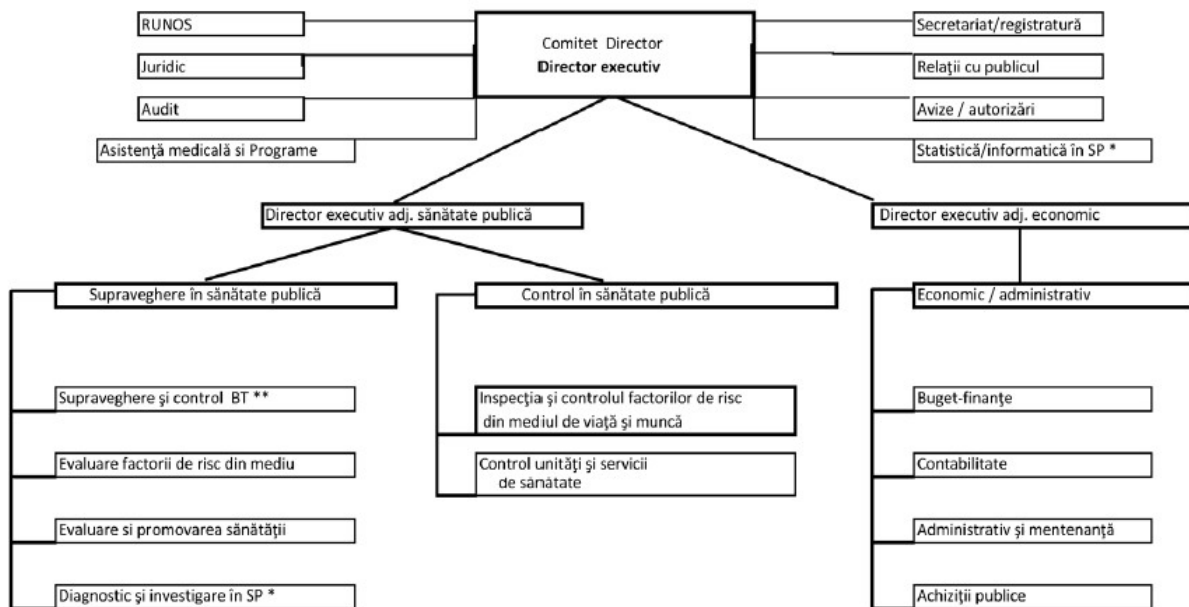 RUNOS
Comitet Director
Secretariat/registratură
Director executiv
Juridic
Relații cu publicul
Audit
Avize / autorizări
Asistență medicală si Programe
Statistică/informatică în SP *
Director executiv adj. sănătate publică
Director executiv adj. economic
Supraveghere în sănătate publică
Control în sănătate publică
Economic / administrativ
Supraveghere şi control BT **
Inspecţia şi controlul factorilor de risc
din mediul de viaţă şi muncă
Buget-finanţe
Evaluare factorii de risc din mediu
Control unităţi şi servicii
de sănătate
Contabilitate
Evaluare si promovarea sănătăţii
Administrativ şi mentenanţă
Diagnostic şi investigare în SP *
Achiziţii publice